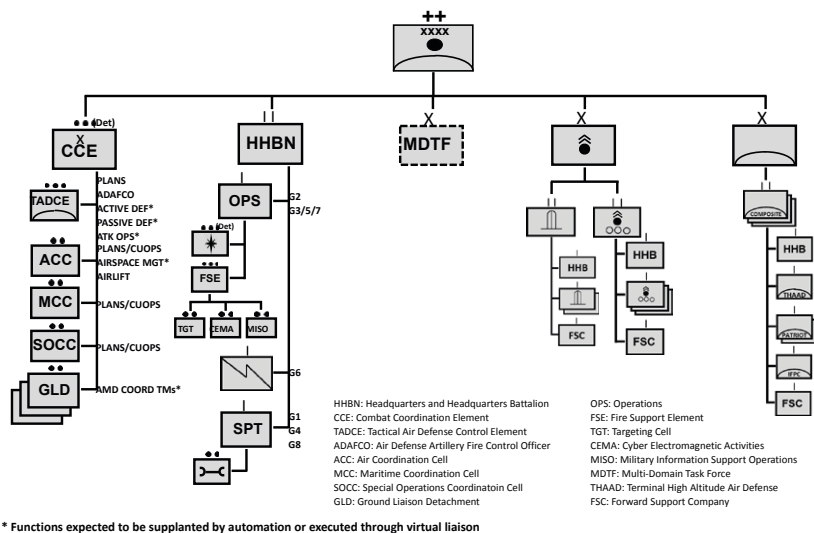 ++
XXXX
(Det)
X
CCE
HHBN
X
MDTF
X
X
PLANS
ADAFCO
ACTIVE DEF*
PASSIVE DEF*
ATK OPS*
TADCE
PLANS/CUOPS
AIRSPACE MGT*
AIRLIFT
ACC
MCC
PLANS/CUOPS
SOCC
PLANS/CUOPS
GLD
AMD COORD TMs*
OPS
G2
G3/5/7
(Det)
FSE
TGT
CEMA
MISO
G6
SPT
G1
G4
G8
HHB
FSC
HHB
FSC
COMPOSITE
HHB
THAAD
PATRIOT
IFPC
FSC
HHBN: Headquarters and Headquarters Battalion
CCE: Combat Coordination Element
TADCE: Tactical Air Defense Control Element
ADAFCO: Air Defense Artillery Fire Control Officer
ACC: Air Coordination Cell
MCC: Maritime Coordination Cell
SOCC: Special Operations Coordinatoin Cell
GLD: Ground Liaison Detachment
OPS: Operations
FSE: Fire Support Element
TGT: Targeting Cell
CEMA: Cyber Electromagnetic Activities
MISO: Military Information Support Operations
MDTF: Multi-Domain Task Force
THAAD: Terminal High Altitude Air Defense
FSC: Forward Support Company
* Functions expected to be supplanted by automation or executed through virtual liaison